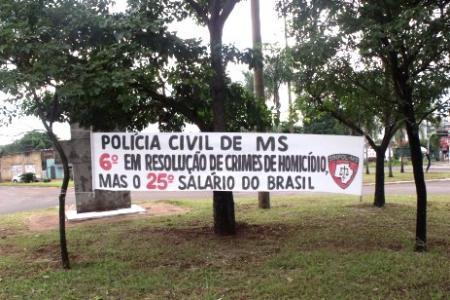 POLÍCIA CIVIL DE MS
6º EM RESOLUÇÃO DE CRIMES DE HOMICÍDIO,
MAS O 25º SALÁRIO DO BRASIL